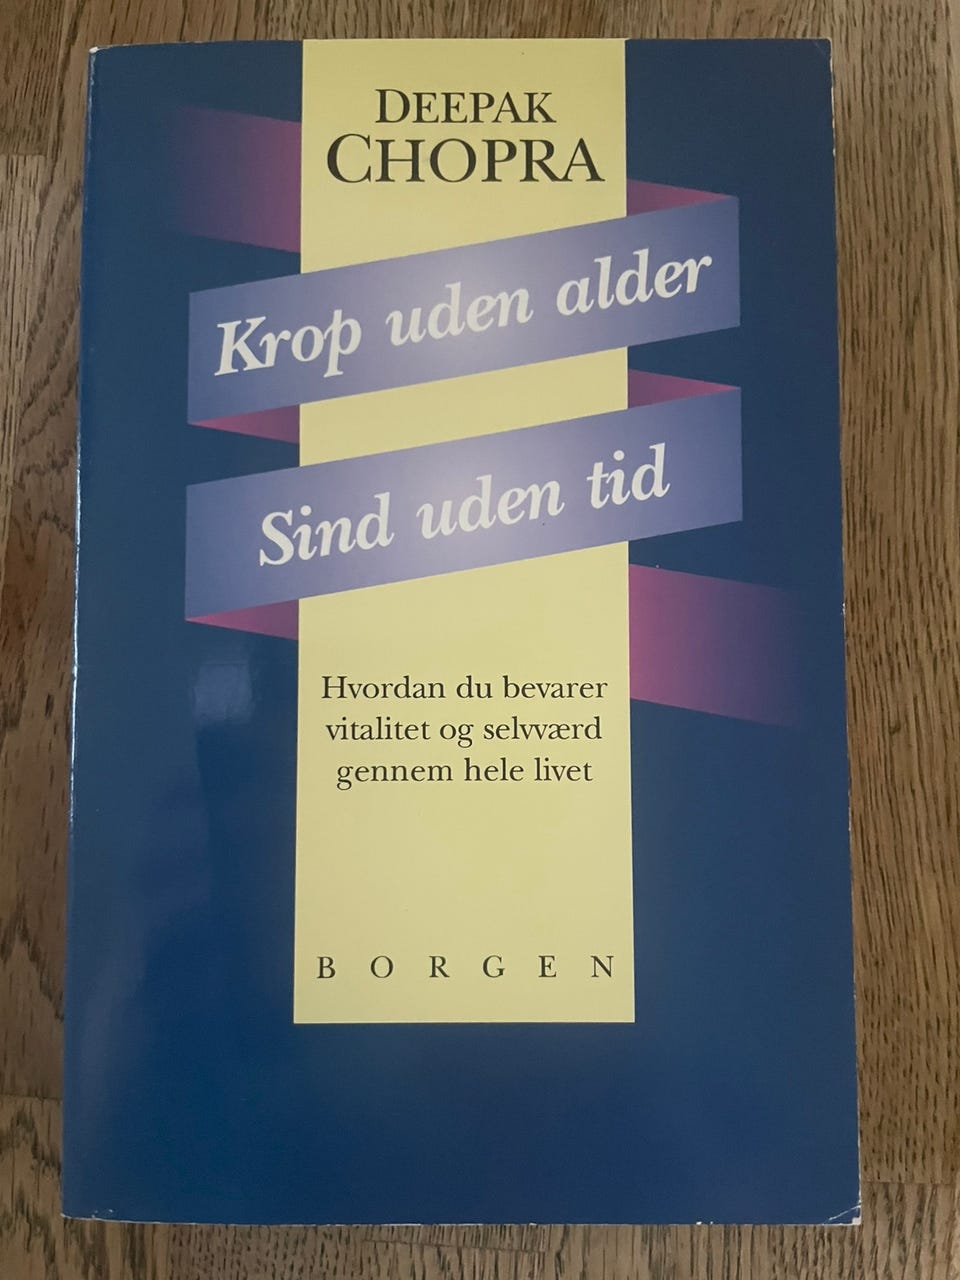 DEEPAK
CHOPRA
Krop uden alder
Sind uden tid
Hvordan du bevarer
vitalitet og selvværd
gennem hele livet
BORGEN